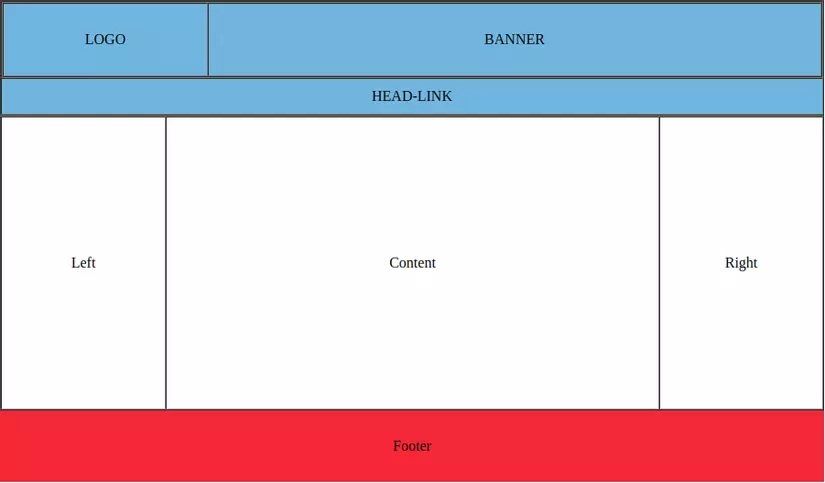 LOGO
BANNER
HEAD-LINK
Left
Content
Right
Footer